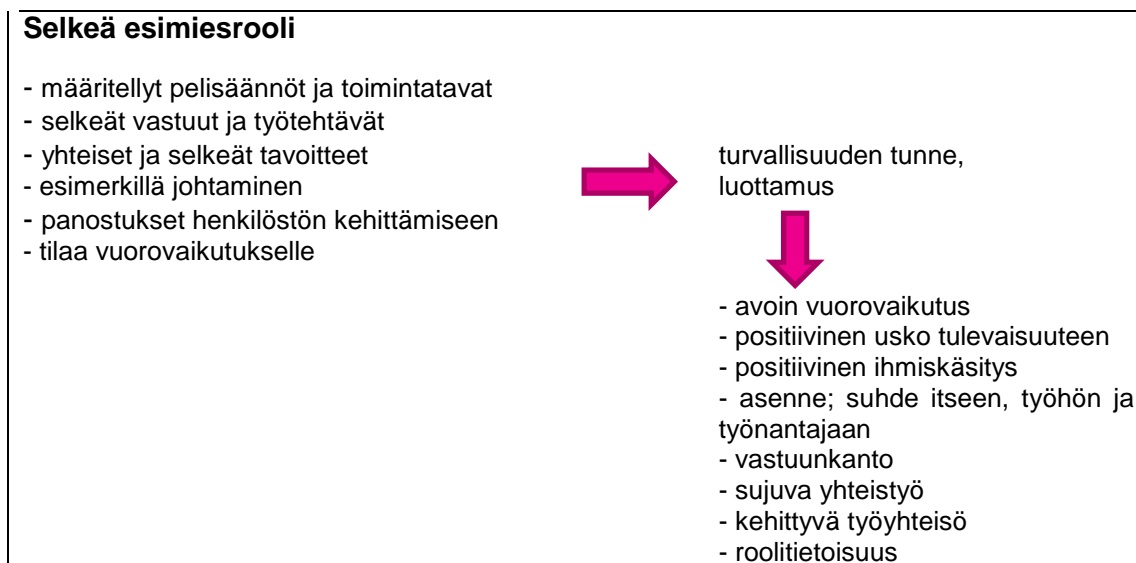 Selkeä esimiesrooli
- määritellyt pelisäännöt ja toimintatavat
- selkeät vastuut ja työtehtävät
- yhteiset ja selkeät tavoitteet
- esimerkillä johtaminen
- panostukset henkilöstön kehittämiseen
- tilaa vuorovaikutukselle
turvallisuuden tunne,
luottamus
- avoin vuorovaikutus
- positiivinen usko tulevaisuuteen
- positiivinen ihmiskäsitys
- asenne; suhde itseen, työhön ja
työnantajaan
- vastuunkanto
- sujuva yhteistyö
- kehittyvä työyhteisö
- roolitietoisuus